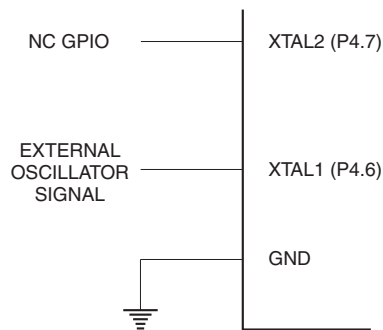 NC GPIO
XTAL2 (P4.7)
EXTERNAL
OSCILLATOR
SIGNAL
XTAL1 (P4.6)
GND